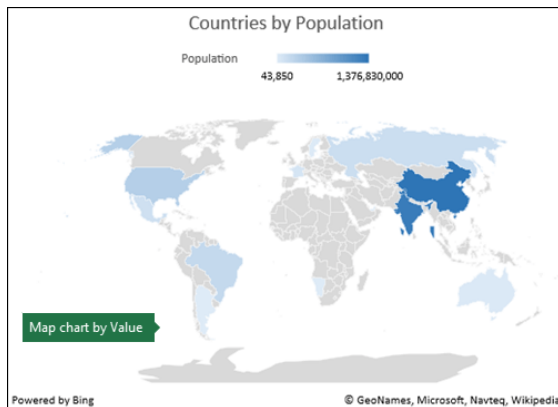 Countries by Population
Population
43,850 1,376,830,000
Map chart by Value
Powered by Bing © GeoNames, Microsoft, Navteq, Wikipedia